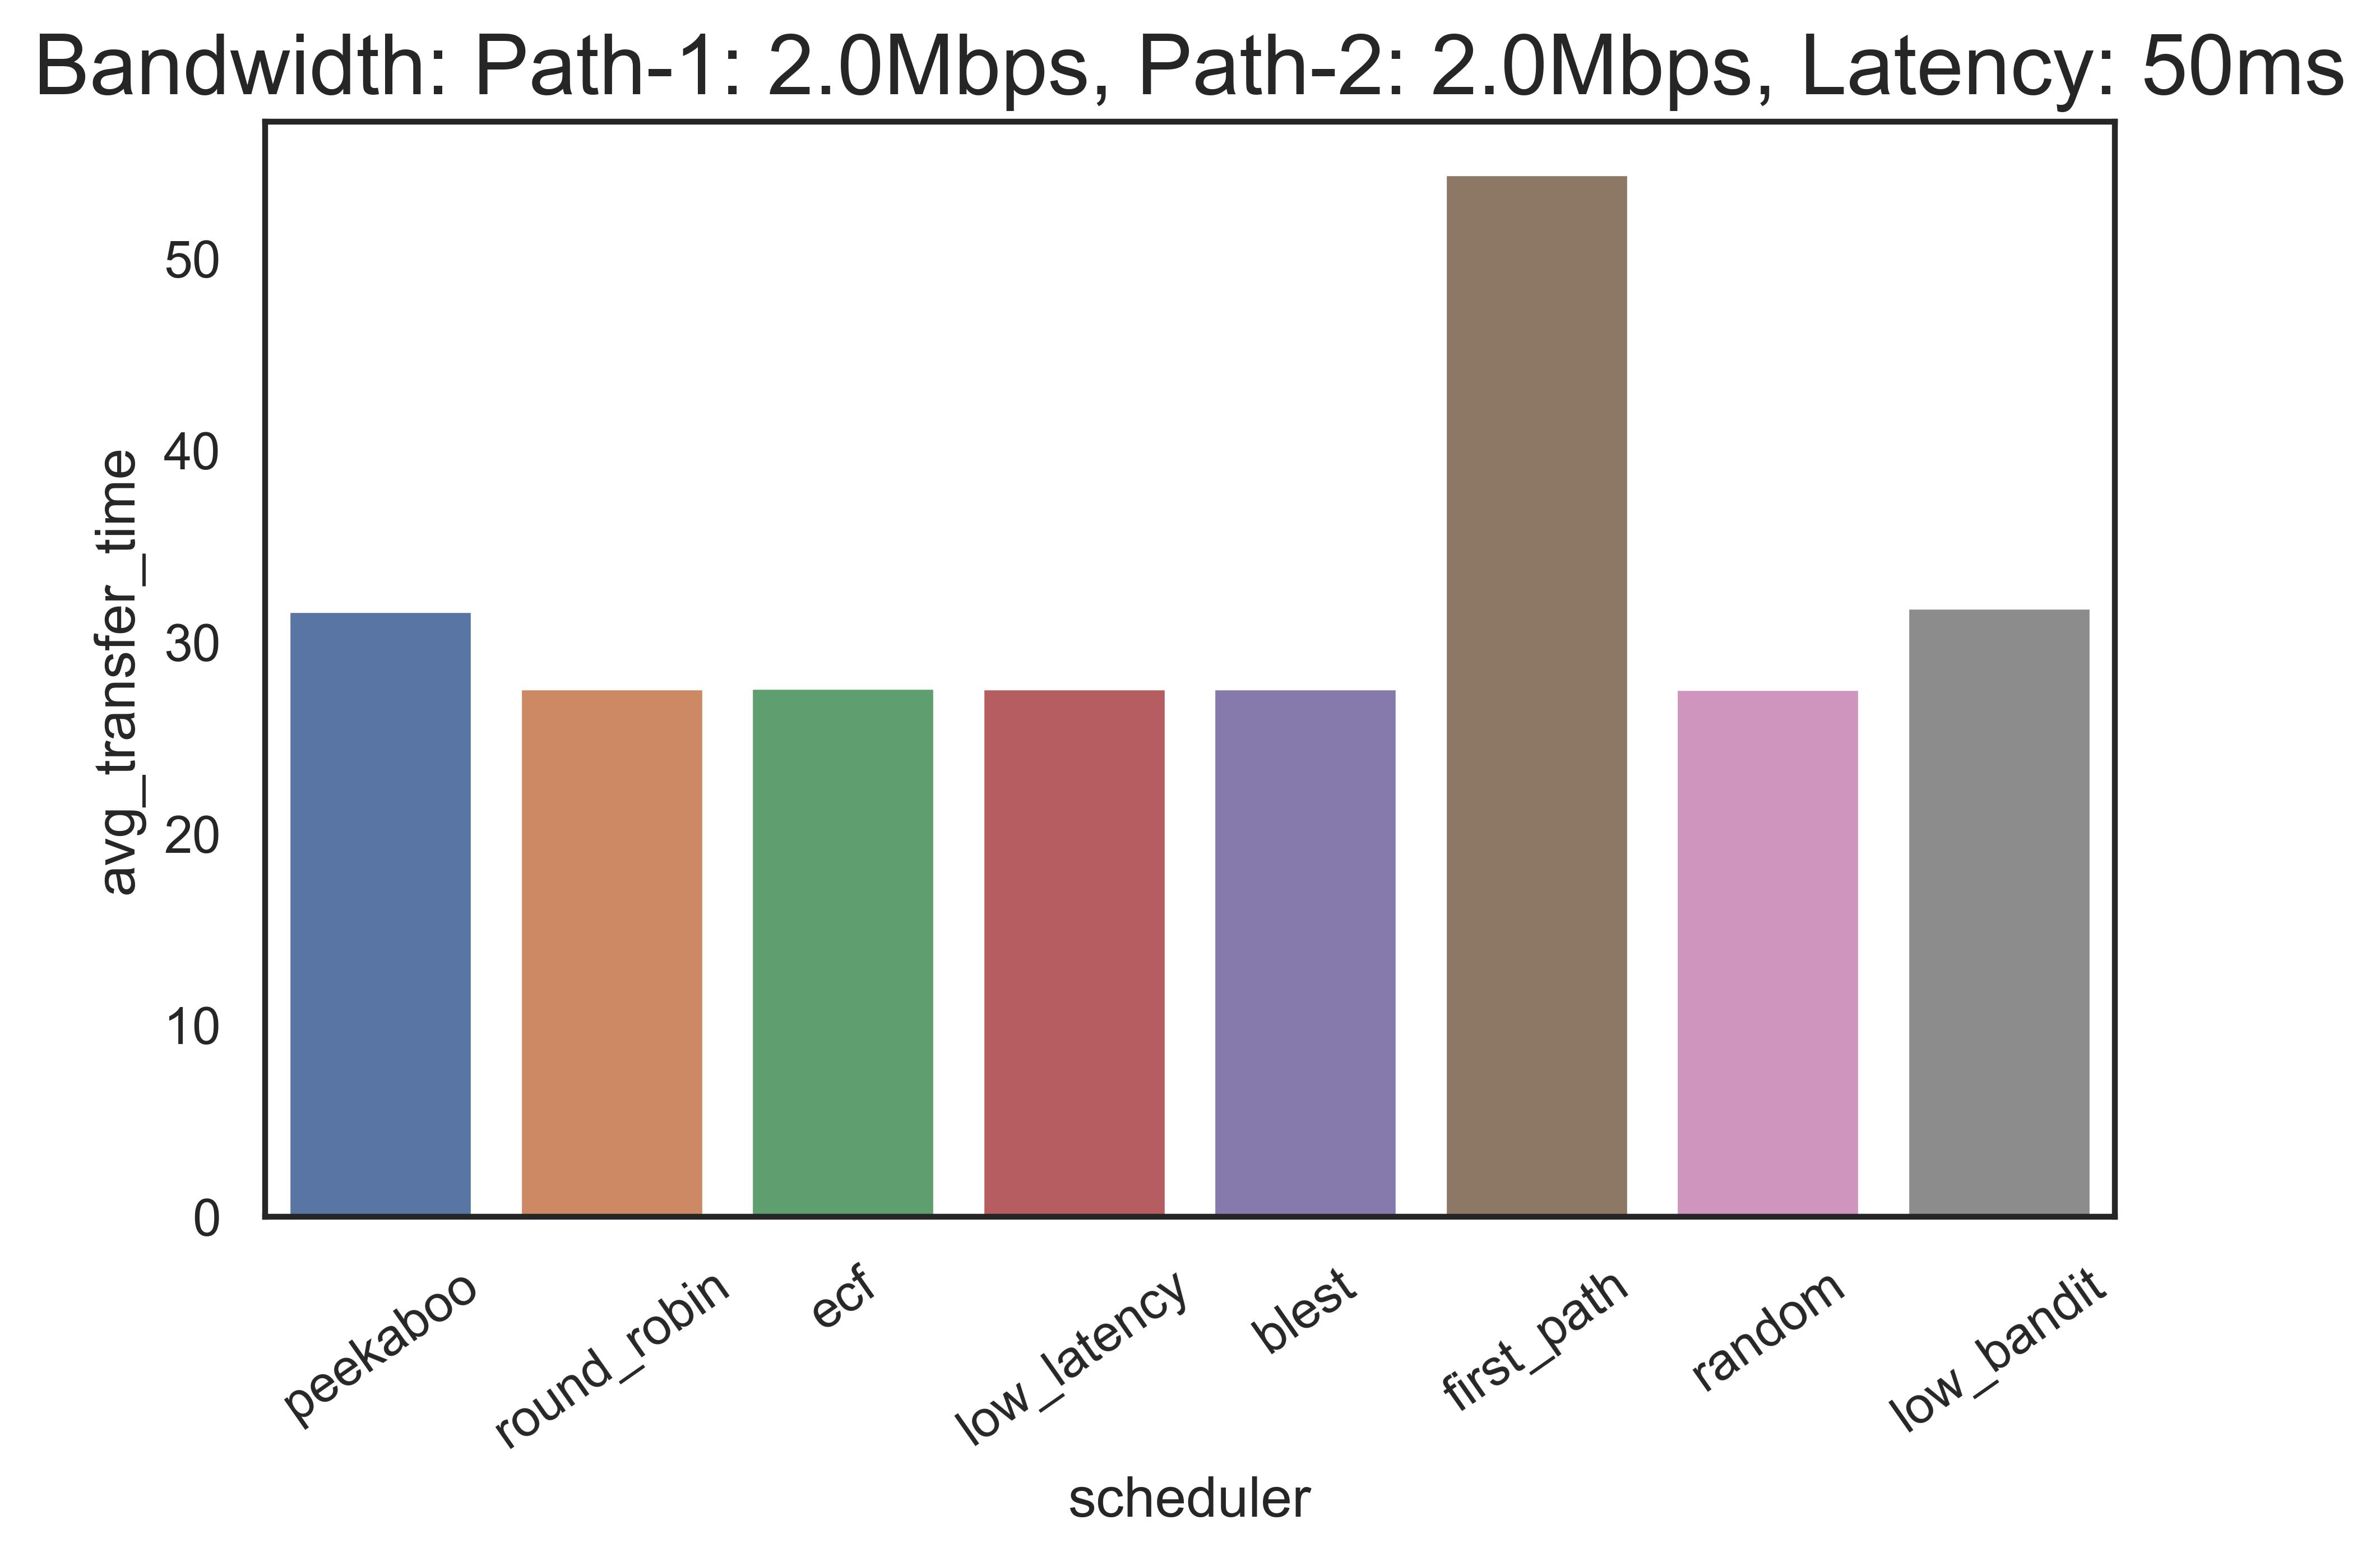 Bandwidth: Path-1: 2.0Mbps, Path-2: 2.0Mbps, Latency: 50ms
avg_transfer_time
50
40
30
20
10
0
peekaboo
round_robin
ecf
low_latency
blest
first_path
random
low_bandit
scheduler